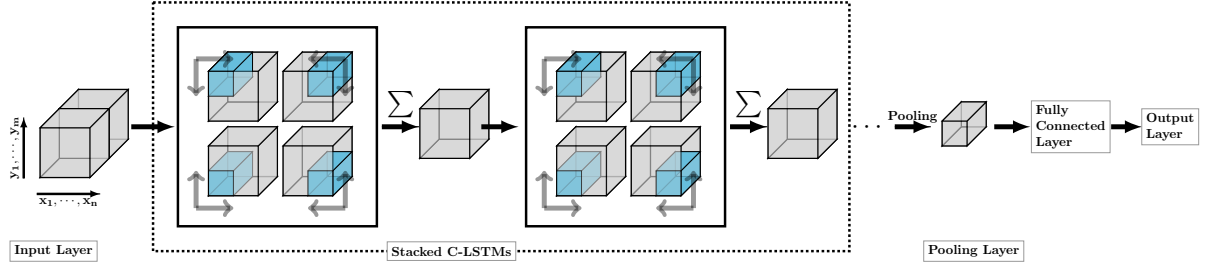 y₁, ⋯, yₘ
x₁, ⋯, xₙ
Input Layer
∑
∑
Stacked C-LSTMs
· · ·
Pooling
Pooling Layer
Fully
Connected
Layer
Output
Layer